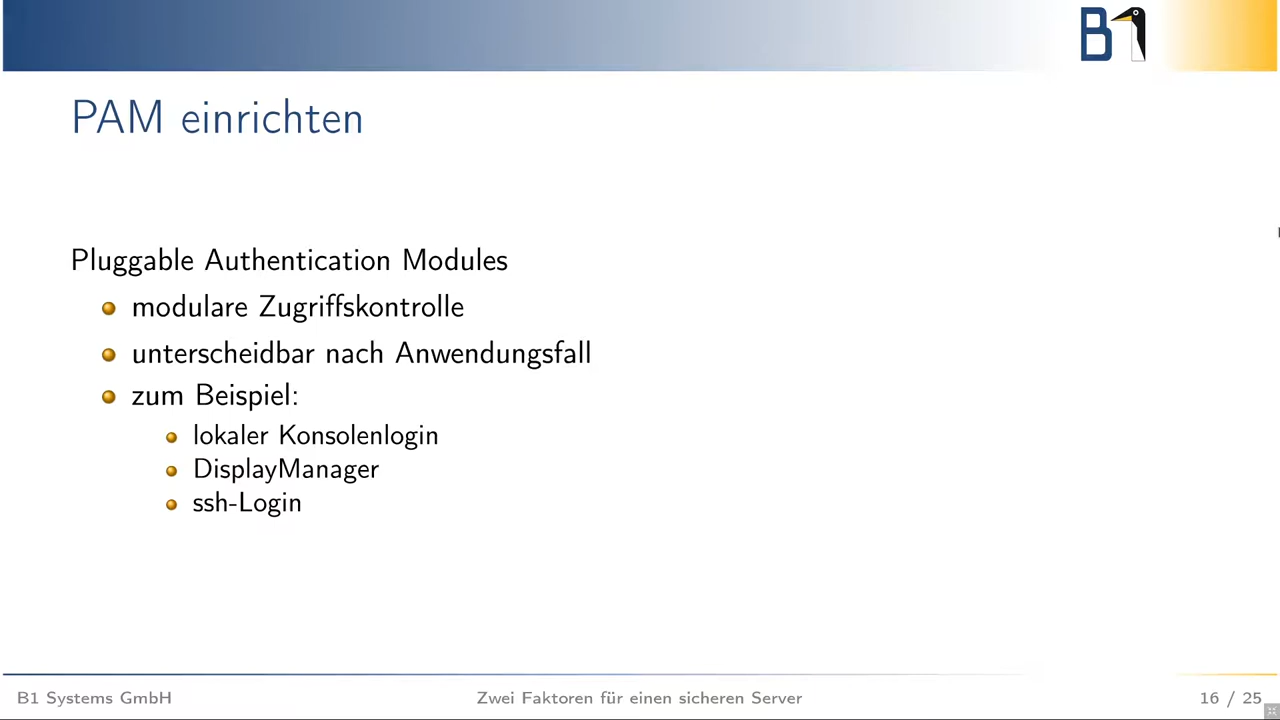 B1
PAM einrichten
Pluggable Authentication Modules
modulare Zugriffskontrolle
unterscheidbar nach Anwendungsfall
zum Beispiel:
lokaler Konsolenlogin
DisplayManager
ssh-Login
B1 Systems GmbH
Zwei Faktoren für einen sicheren Server
16 / 25